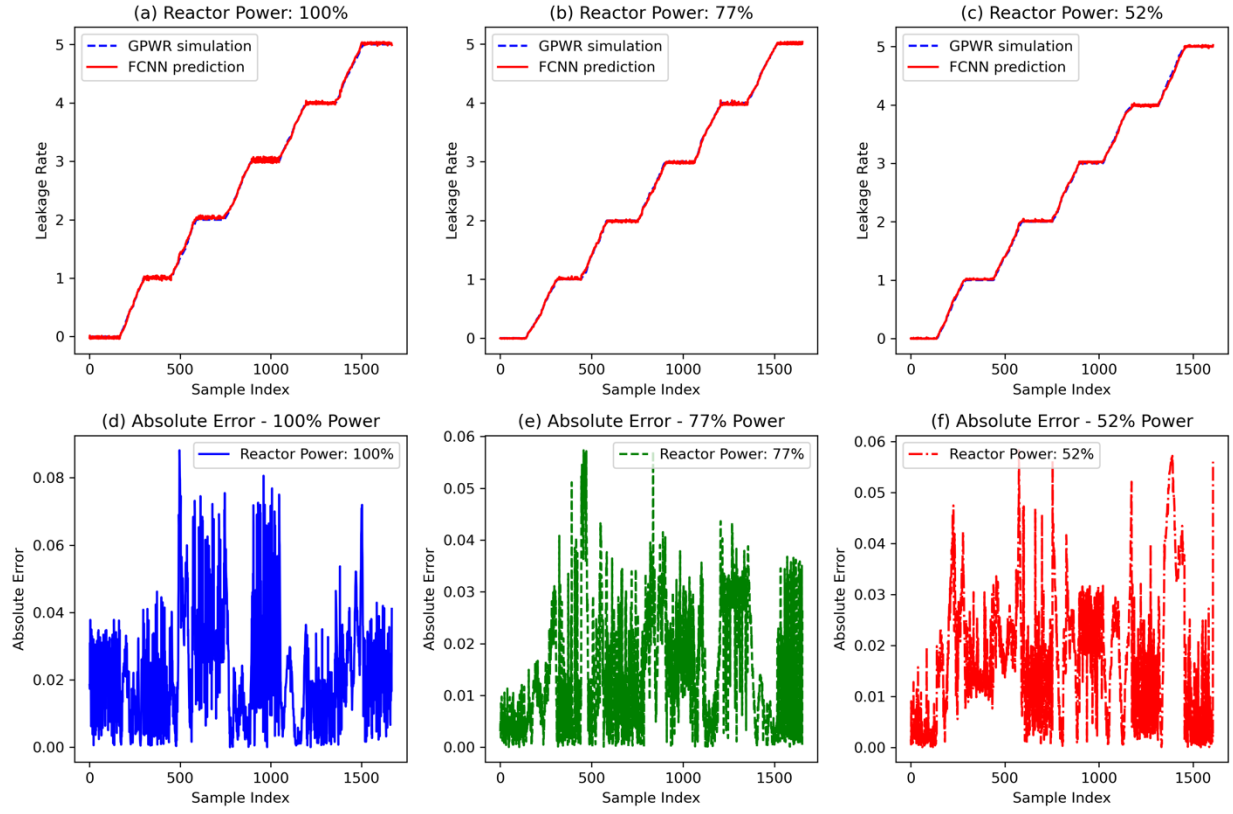 (a) Reactor Power: 100%
GPWR simulation
FCNN prediction
5
4
3
2
1
0
Leakage Rate
0 500 1000 1500
Sample Index
(b) Reactor Power: 77%
GPWR simulation
FCNN prediction
5
4
3
2
1
0
Leakage Rate
0 500 1000 1500
Sample Index
(c) Reactor Power: 52%
GPWR simulation
FCNN prediction
5
4
3
2
1
0
Leakage Rate
0 500 1000 1500
Sample Index
(d) Absolute Error - 100% Power
Reactor Power: 100%
0.08
0.06
0.04
0.02
0.00
Absolute Error
0 500 1000 1500
Sample Index
(e) Absolute Error - 77% Power
Reactor Power: 77%
0.06
0.05
0.04
0.03
0.02
0.01
0.00
Absolute Error
0 500 1000 1500
Sample Index
(f) Absolute Error - 52% Power
Reactor Power: 52%
0.06
0.05
0.04
0.03
0.02
0.01
0.00
Absolute Error
0 500 1000 1500
Sample Index